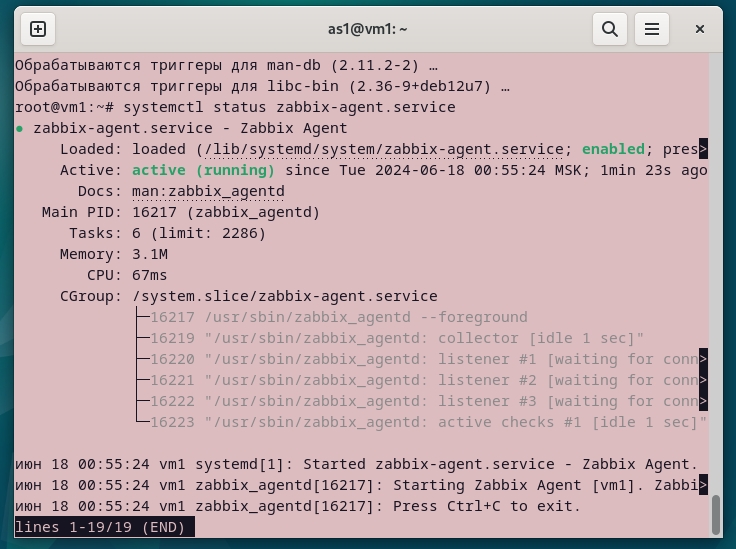 as1@vm1: ~
Обрабатываются триггеры для man-db (2.11.2-2) …
Обрабатываются триггеры для libc-bin (2.36-9+deb12u7) …
root@vm1:~# systemctl status zabbix-agent.service
● zabbix-agent.service - Zabbix Agent
     Loaded: loaded (/lib/systemd/system/zabbix-agent.service; enabled; pres>
     Active: active (running) since Tue 2024-06-18 00:55:24 MSK; 1min 23s ago
       Docs: man:zabbix_agentd
   Main PID: 16217 (zabbix_agentd)
      Tasks: 6 (limit: 2286)
     Memory: 3.1M
        CPU: 67ms
     CGroup: /system.slice/zabbix-agent.service
             ├─16217 /usr/sbin/zabbix_agentd --foreground
             ├─16219 "/usr/sbin/zabbix_agentd: collector [idle 1 sec]"
             ├─16220 "/usr/sbin/zabbix_agentd: listener #1 [waiting for conn>
             ├─16221 "/usr/sbin/zabbix_agentd: listener #2 [waiting for conn>
             ├─16222 "/usr/sbin/zabbix_agentd: listener #3 [waiting for conn>
             └─16223 "/usr/sbin/zabbix_agentd: active checks #1 [idle 1 sec]"
июн 18 00:55:24 vm1 systemd[1]: Started zabbix-agent.service - Zabbix Agent.
июн 18 00:55:24 vm1 zabbix_agentd[16217]: Starting Zabbix Agent [vm1]. Zabbi>
июн 18 00:55:24 vm1 zabbix_agentd[16217]: Press Ctrl+C to exit.
lines 1-19/19 (END)